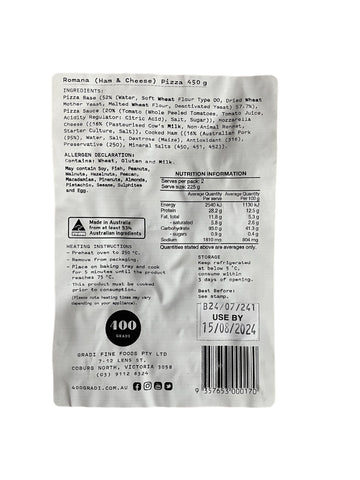 Romana (Ham & Cheese) Pizza 450 g
INGREDIENTS:
Pizza Base (52% (Water, Soft Wheat Flour Type 00, Dried Wheat
Mother Yeast, Malted Wheat Flour, Deactivated Yeast) 57.7%),
Pizza Sauce (20% (Tomato (Whole Peeled Tomatoes, Tomato Juice,
Acidity Regulator: Citric Acid), Salt, Sugar)), Mozzarella
Cheese ((16% (Pasteurised Cow's Milk, Non-Animal Rennet,
Starter Culture, Salt)), Cooked Ham ((16% (Australian Pork
(95%), Water, Salt, Dextrose (Maize), Antioxidant (316),
Preservative (250), Mineral Salts (450, 451, 452)).
ALLERGEN DECLARATION:
Contains: Wheat, Gluten and Milk.
May contain Soy, Fish, Peanuts,
Walnuts, Hazelnuts, Pecan,
Macadamias, Pinenuts, Almonds,
Pistachio, Sesame, Sulphites
and Egg.
NUTRITION INFORMATION
Serves per pack: 2
Serve size: 225 g
Average Quantity Per serve
Average Quantity Per 100 g
Energy 2540 kJ 1130 kJ
Protein 28.2 g 12.5 g
Fat, total 11.8 g 5.3 g
- saturated 5.8 g 2.6 g
Carbohydrate 93.0 g 41.3 g
- sugars 0.9 g 0.4 g
Sodium 1810 mg 804 mg
Quantities stated above are averages.
Made in Australia
from at least 53%
Australian ingredients
HEATING INSTRUCTIONS
- Preheat oven to 250 °C.
- Remove from packaging.
- Place on baking tray and cook
for 5 minutes until the product
reaches 75 °C.
- This product must be cooked
prior to consumption.
(Please note heating times may vary
depending on your appliance).
STORAGE
Keep refrigerated
at below 5 °C,
consume within
3 days of opening.
Best Before:
See stamp.
B24/07/241
USE BY
15/08/2024
400
GRADI
GRADI FINE FOODS PTY LTD
7-12 LENS ST,
COBURG NORTH, VICTORIA 3058
(03) 9112 6324
400GRADI.COM.AU
9 357653 000170